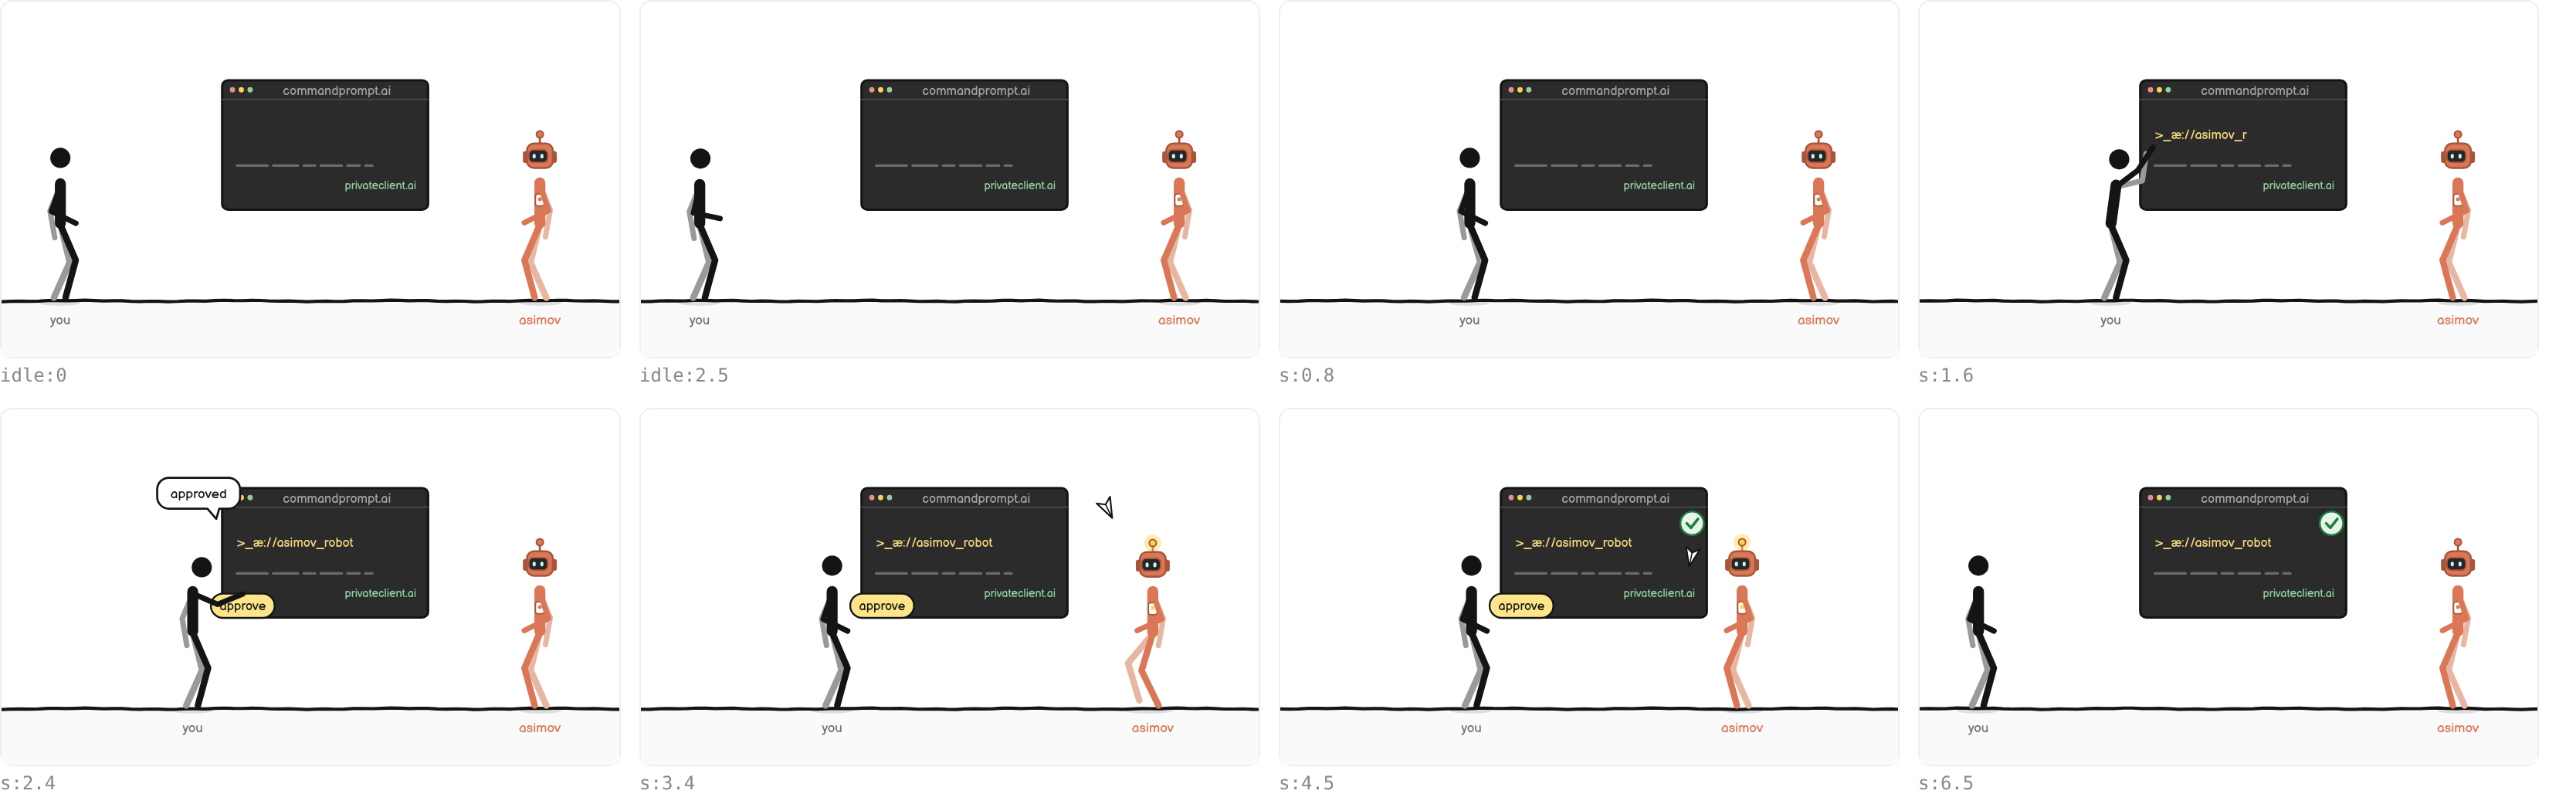 commandprompt.ai
privateclient.ai
you
asimov
idle:0
commandprompt.ai
privateclient.ai
you
asimov
idle:2.5
commandprompt.ai
privateclient.ai
you
asimov
s:0.8
commandprompt.ai
>_æ://asimov_r
privateclient.ai
you
asimov
s:1.6
approved
commandprompt.ai
>_æ://asimov_robot
privateclient.ai
approve
you
asimov
s:2.4
commandprompt.ai
>_æ://asimov_robot
privateclient.ai
approve
you
asimov
s:3.4
commandprompt.ai
>_æ://asimov_robot
privateclient.ai
approve
you
asimov
s:4.5
commandprompt.ai
>_æ://asimov_robot
privateclient.ai
you
asimov
s:6.5